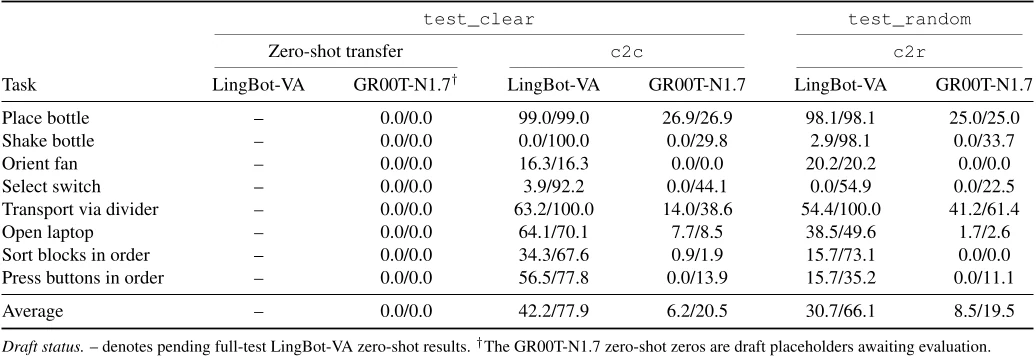 test_clear test_random
Zero-shot transfer c2c c2r
Task LingBot-VA GR00T-N1.7† LingBot-VA GR00T-N1.7 LingBot-VA GR00T-N1.7
Place bottle – 0.0/0.0 99.0/99.0 26.9/26.9 98.1/98.1 25.0/25.0
Shake bottle – 0.0/0.0 0.0/100.0 0.0/29.8 2.9/98.1 0.0/33.7
Orient fan – 0.0/0.0 16.3/16.3 0.0/0.0 20.2/20.2 0.0/0.0
Select switch – 0.0/0.0 3.9/92.2 0.0/44.1 0.0/54.9 0.0/22.5
Transport via divider – 0.0/0.0 63.2/100.0 14.0/38.6 54.4/100.0 41.2/61.4
Open laptop – 0.0/0.0 64.1/70.1 7.7/8.5 38.5/49.6 1.7/2.6
Sort blocks in order – 0.0/0.0 34.3/67.6 0.9/1.9 15.7/73.1 0.0/0.0
Press buttons in order – 0.0/0.0 56.5/77.8 0.0/13.9 15.7/35.2 0.0/11.1
Average – 0.0/0.0 42.2/77.9 6.2/20.5 30.7/66.1 8.5/19.5
Draft status. – denotes pending full-test LingBot-VA zero-shot results. †The GR00T-N1.7 zero-shot zeros are draft placeholders awaiting evaluation.